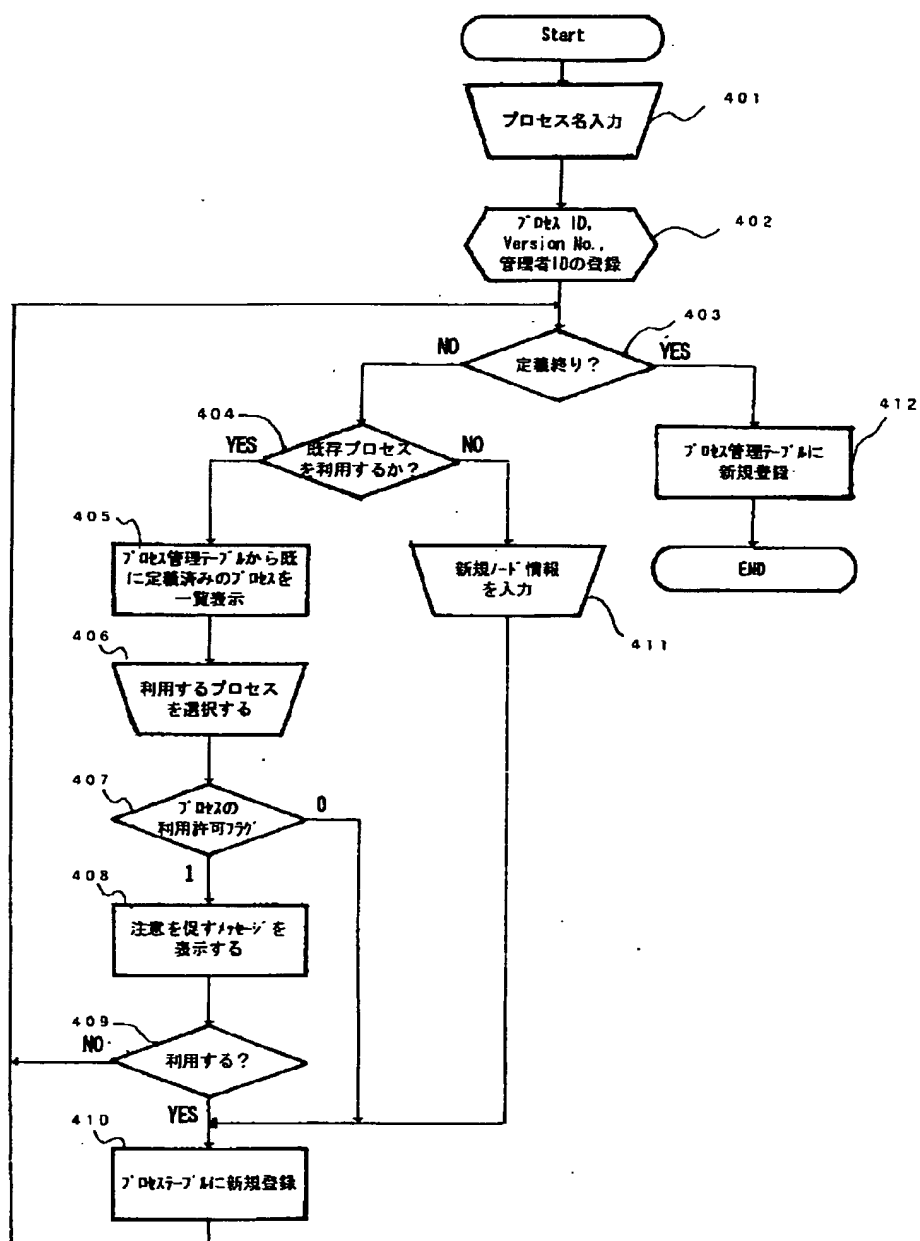 Start
プロセス名入力
401
プロセス ID,
Version No.,
管理者IDの登録
402
定義終り?
403
NO
YES
404
既存プロセス
を利用するか?
YES
NO
412
プロセス管理テーブルに
新規登録
END
405
プロセス管理テーブルから既
に定義済みのプロセスを
一覧表示
新規ノード情報
を入力
411
406
利用するプロセス
を選択する
407
プロセスの
利用許可フラグ
0
1
408
注意を促すメッセージを
表示する
409
利用する?
NO
YES
410
プロセステーブルに新規登録